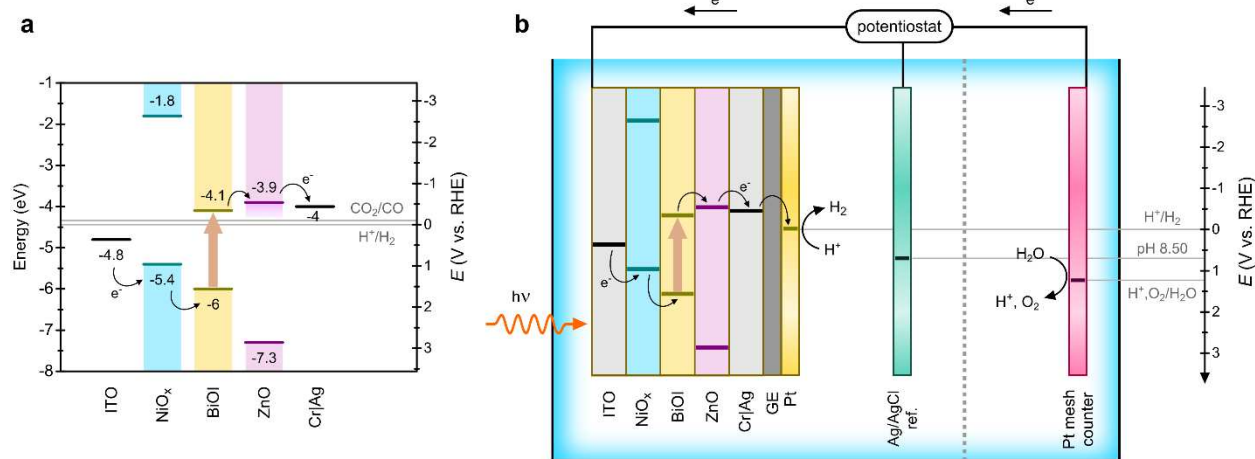 a
Energy (eV)
-1
-2
-3
-4
-5
-6
-7
-8
-1.8
-4.1
-3.9
e-
-4
CO2/CO
H+/H2
-4.8
e-
-5.4
-6
-7.3
-3
-2
-1
0
1
2
3
E (V vs. RHE)
ITO
NiOx
BiOI
ZnO
Cr|Ag
b
e-
potentiostat
e-
hν
e-
e-
H2
H+
H2O
H+, O2
H+/H2
pH 8.50
H+,O2/H2O
-3
-2
-1
0
1
2
3
E (V vs. RHE)
ITO
NiOx
BiOI
ZnO
Cr|Ag
GE
Pt
Ag/AgCl
ref.
Pt mesh
counter